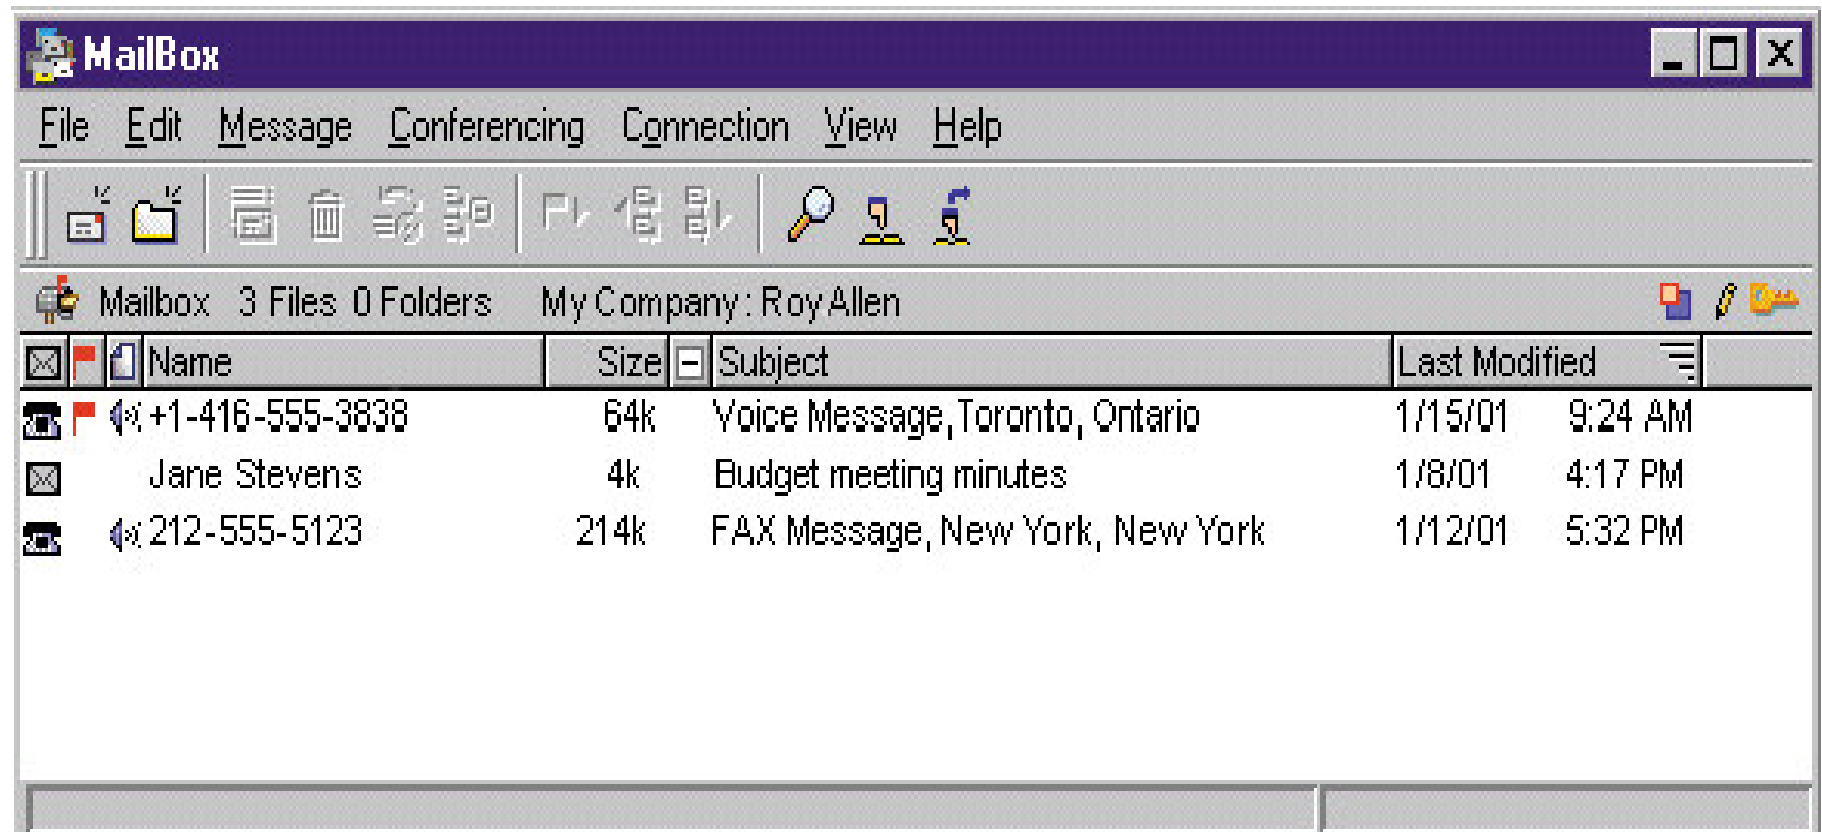 MailBox
File Edit Message Conferencing Connection View Help
Mailbox 3 Files 0 Folders My Company: Roy Allen
Name Size Subject Last Modified
+1-416-555-3838 64k Voice Message, Toronto, Ontario 1/15/01 9:24 AM
Jane Stevens 4k Budget meeting minutes 1/8/01 4:17 PM
212-555-5123 214k FAX Message, New York, New York 1/12/01 5:32 PM